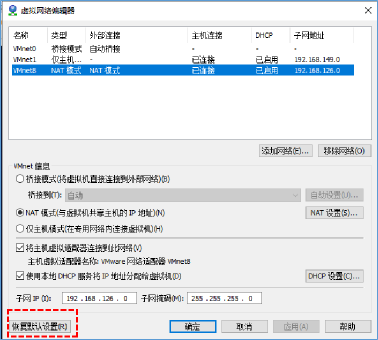 虚拟网络编辑器
名称 类型 外部连接 主机连接 DHCP 子网地址
VMnet0 桥接模式 自动桥接 - - -
VMnet1 仅主机... - 已连接 已启用 192.168.149.0
VMnet8 NAT 模式 NAT 模式 已连接 已启用 192.168.126.0
添加网络(E)... 移除网络(O)
VMnet 信息
桥接模式(将虚拟机直接连接到外部网络)(B)
桥接到(T): 自动 自动设置(U)...
NAT 模式(与虚拟机共享主机的 IP 地址)(N) NAT 设置(S)...
仅主机模式(在专用网络内连接虚拟机)(H)
将主机虚拟适配器连接到此网络(V)
主机虚拟适配器名称: VMware 网络适配器 VMnet8
使用本地 DHCP 服务将 IP 地址分配给虚拟机(D) DHCP 设置(C)...
子网 IP (I): 192 . 168 . 126 . 0 子网掩码(M): 255 . 255 . 255 . 0
恢复默认设置(R) 确定 取消 应用(A) 帮助